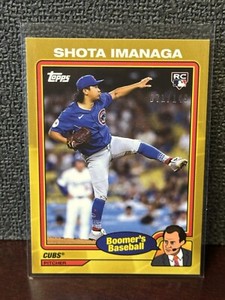 SHOTA IMANAGA
Topps
RC
Boomer's
Baseball
CUBS
PITCHER